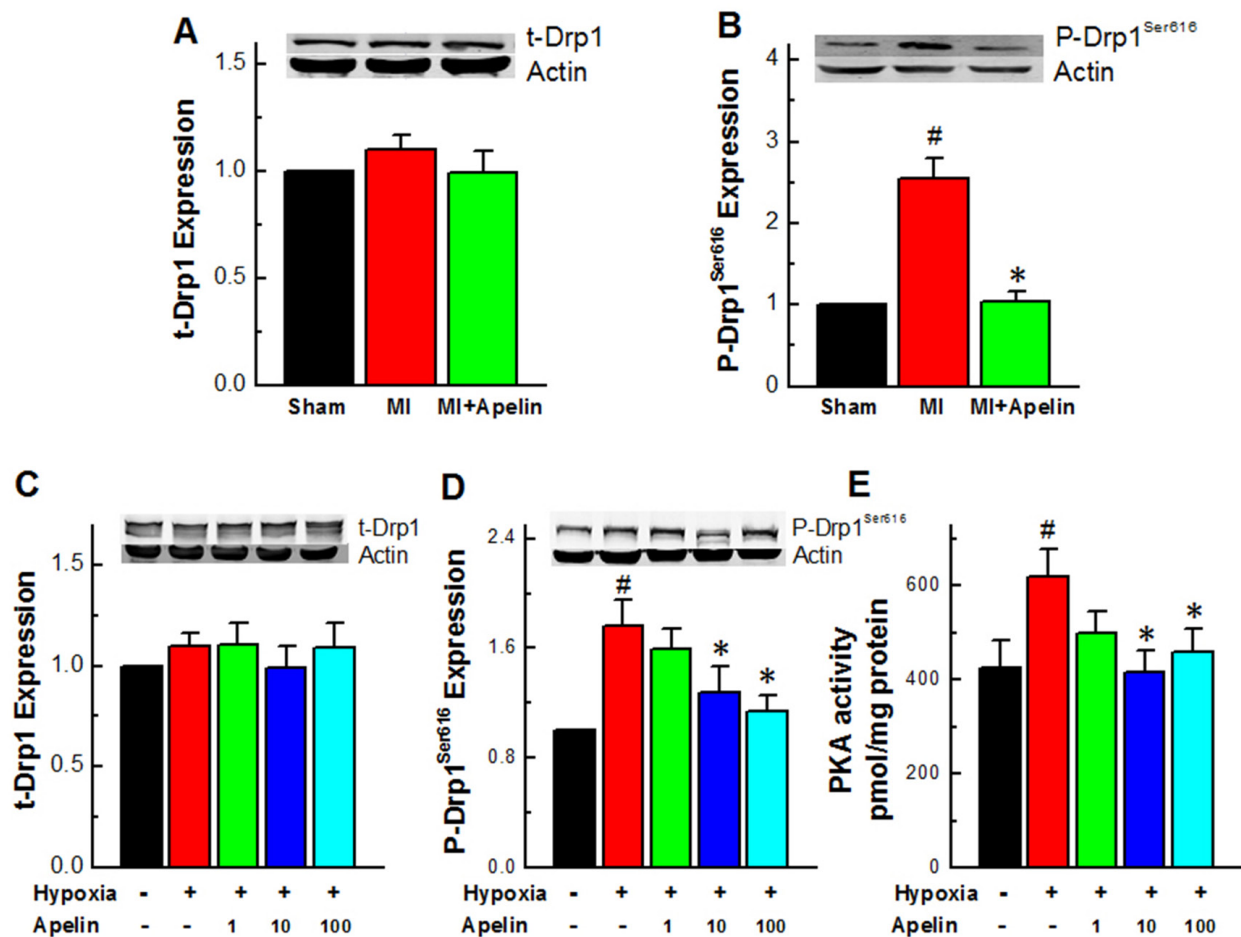 A
t-Drp1
Actin
1.5
1.0
0.5
0.0
t-Drp1 Expression
Sham MI MI+Apelin
B
P-Drp1Ser616
Actin
4
3
2
1
0
P-Drp1Ser616 Expression
#
*
Sham MI MI+Apelin
C
t-Drp1
Actin
1.5
1.0
0.5
0.0
t-Drp1 Expression
Hypoxia - + + + +
Apelin - - 1 10 100
D
P-Drp1Ser616
Actin
2.4
1.6
0.8
0.0
P-Drp1Ser616 Expression
#
*
*
Hypoxia - + + + +
Apelin - - 1 10 100
E
600
400
200
0
PKA activity
pmol/mg protein
#
*
*
Hypoxia - + + + +
Apelin - - 1 10 100